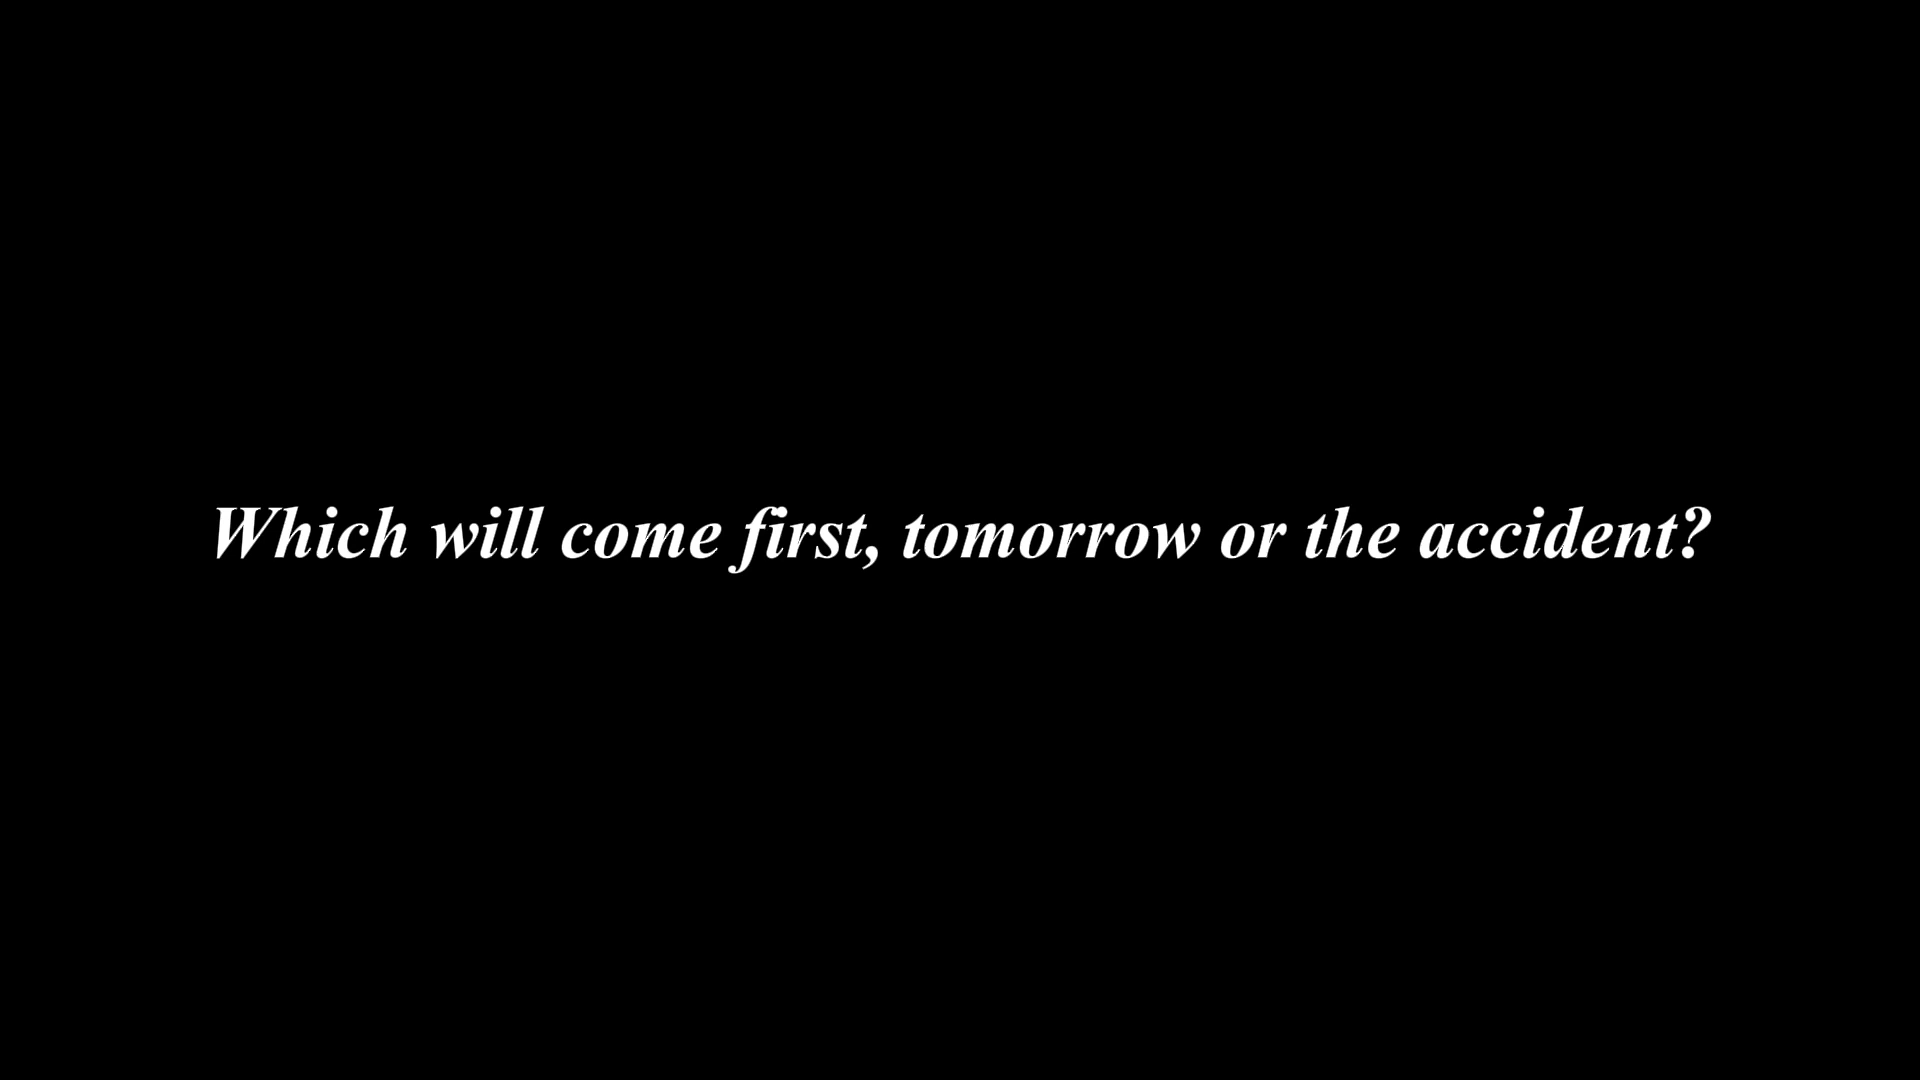 Which will come first, tomorrow or the accident?